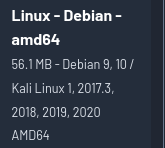 Linux - Debian -
amd64
56.1 MB - Debian 9, 10 /
Kali Linux 1, 2017.3,
2018, 2019, 2020
AMD64